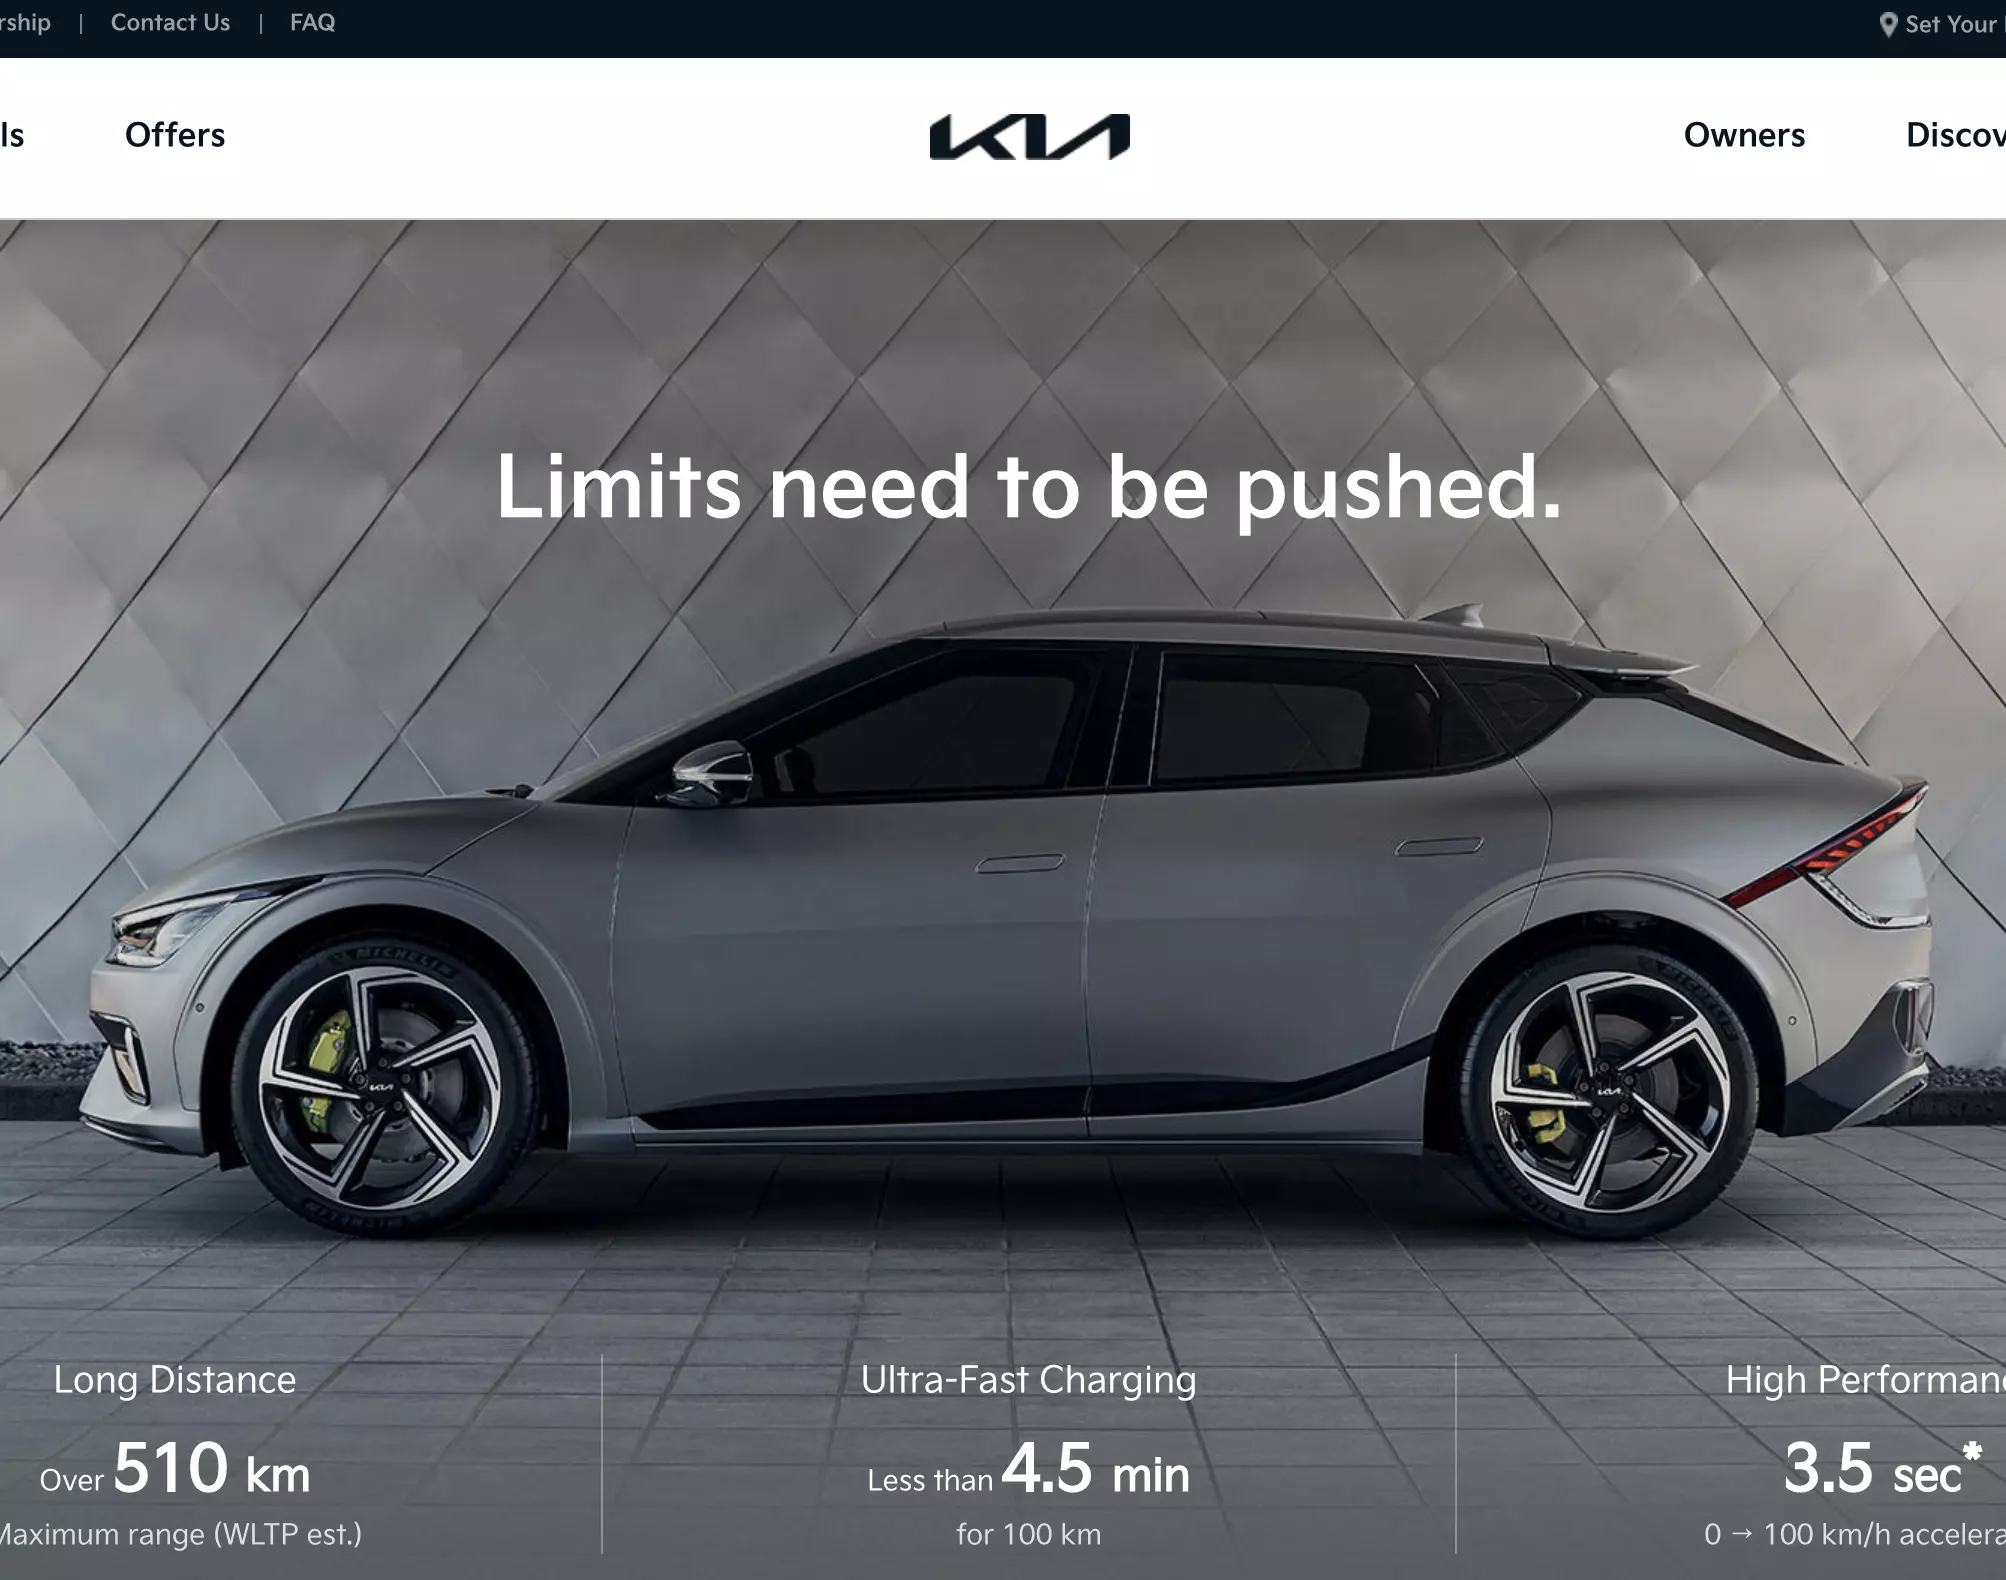 rship | Contact Us | FAQ
Set Your
ls
Offers
KIA
Owners
Discov
Limits need to be pushed.
MICHELIN
Long Distance
Over 510 km
Maximum range (WLTP est.)
Ultra-Fast Charging
Less than 4.5 min
for 100 km
High Performanc
3.5 sec*
0 → 100 km/h accelera